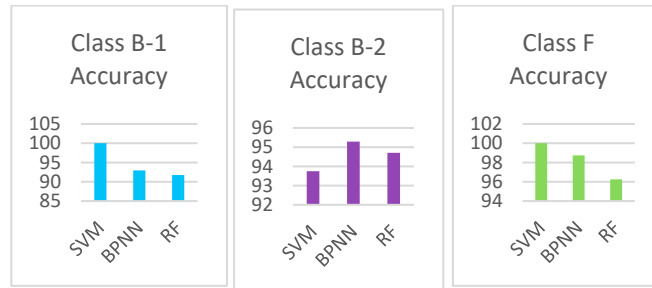 Class B-1
Accuracy
105
100
95
90
85
SVM
BPNN
RF
Class B-2
Accuracy
96
95
94
93
92
SVM
BPNN
RF
Class F
Accuracy
102
100
98
96
94
SVM
BPNN
RF